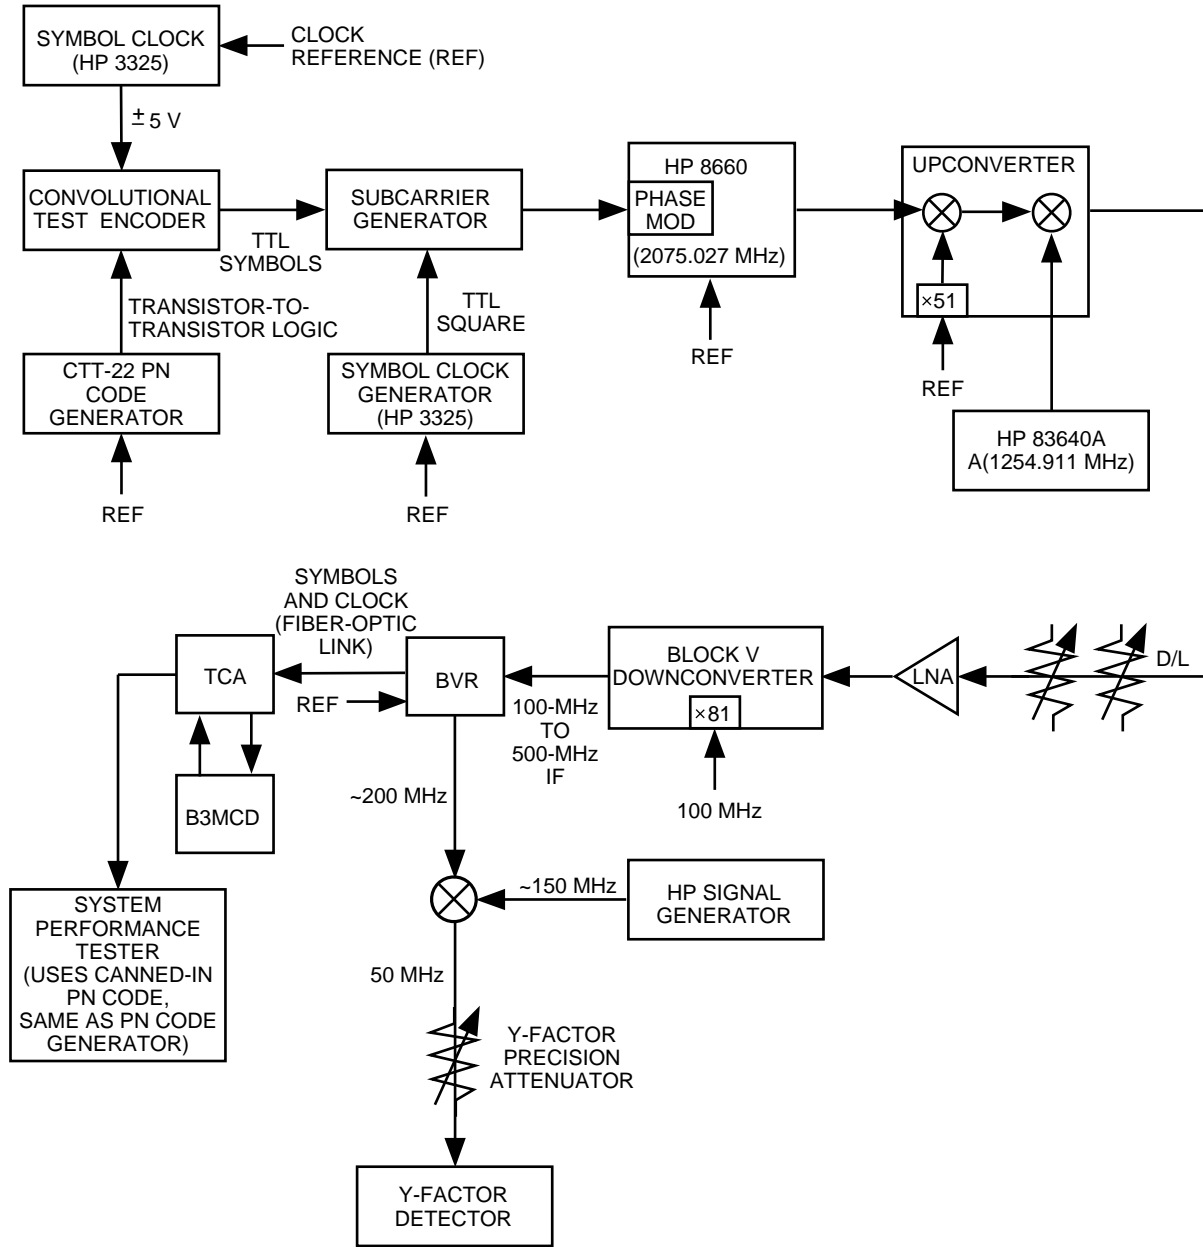 SYMBOL CLOCK
(HP 3325)
CLOCK
REFERENCE (REF)
± 5 V
CONVOLUTIONAL
TEST ENCODER
TTL
SYMBOLS
SUBCARRIER
GENERATOR
HP 8660
PHASE
MOD
(2075.027 MHz)
REF
UPCONVERTER
×51
REF
HP 83640A
A(1254.911 MHz)
TRANSISTOR-TO-
TRANSISTOR LOGIC
TTL
SQUARE
CTT-22 PN
CODE
GENERATOR
REF
SYMBOL CLOCK
GENERATOR
(HP 3325)
REF
SYMBOLS
AND CLOCK
(FIBER-OPTIC
LINK)
TCA
REF
BVR
100-MHz
TO
500-MHz
IF
BLOCK V
DOWNCONVERTER
×81
100 MHz
LNA
D/L
B3MCD
~200 MHz
~150 MHz
HP SIGNAL
GENERATOR
SYSTEM
PERFORMANCE
TESTER
(USES CANNED-IN
PN CODE,
SAME AS PN CODE
GENERATOR)
50 MHz
Y-FACTOR
PRECISION
ATTENUATOR
Y-FACTOR
DETECTOR